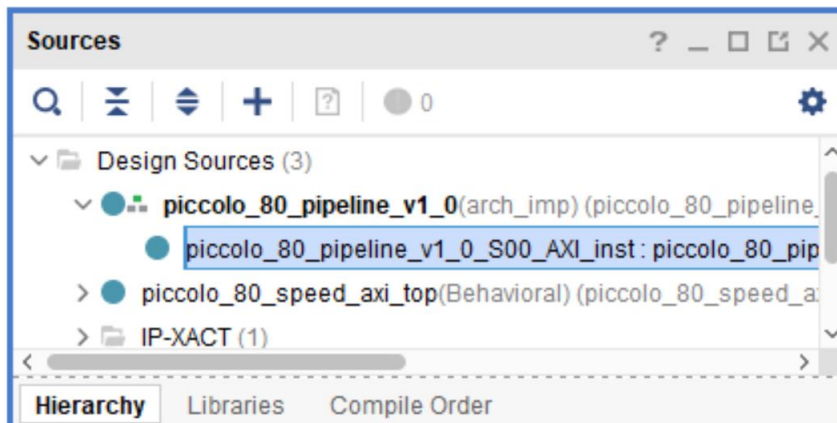 Sources
0
Design Sources (3)
piccolo_80_pipeline_v1_0(arch_imp) (piccolo_80_pipeline_
piccolo_80_pipeline_v1_0_S00_AXI_inst : piccolo_80_pip
piccolo_80_speed_axi_top(Behavioral) (piccolo_80_speed_a
IP-XACT (1)
Hierarchy Libraries Compile Order